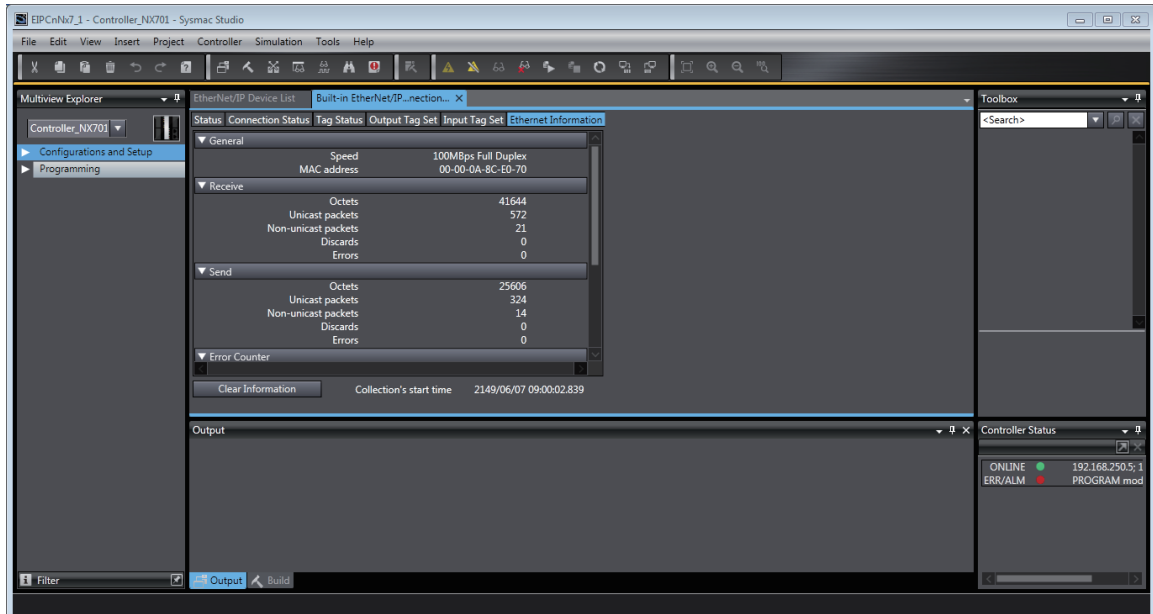 EIPCnNx7_1 - Controller_NX701 - Sysmac Studio
File Edit View Insert Project Controller Simulation Tools Help
Multiview Explorer
Controller_NX701
Configurations and Setup
Programming
EtherNet/IP Device List
Built-in EtherNet/IP...nection... X
Status Connection Status Tag Status Output Tag Set Input Tag Set Ethernet Information
General
Speed 100MBps Full Duplex
MAC address 00-00-0A-8C-E0-70
Receive
Octets 41644
Unicast packets 572
Non-unicast packets 21
Discards 0
Errors 0
Send
Octets 25606
Unicast packets 324
Non-unicast packets 14
Discards 0
Errors 0
Error Counter
Clear Information
Collection's start time 2149/06/07 09:00:02.839
Toolbox
<Search>
Output
Controller Status
ONLINE 192.168.250.5; 1
ERR/ALM PROGRAM mod
Filter
Output Build